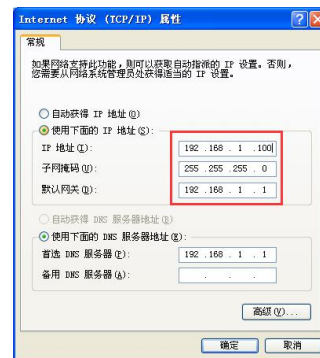 Internet 协议 (TCP/IP) 属性
常规
如果网络支持此功能，则可以获取自动指派的 IP 设置。否则，
您需要从网络系统管理员处获得适当的 IP 设置。
自动获得 IP 地址(O)
使用下面的 IP 地址(S):
IP 地址(I): 192 .168 . 1 .100
子网掩码(U): 255 .255 .255 . 0
默认网关(D): 192 .168 . 1 . 1
自动获得 DNS 服务器地址(B)
使用下面的 DNS 服务器地址(E):
首选 DNS 服务器(P): 192 .168 . 1 . 1
备用 DNS 服务器(A): . . .
高级(V)...
确定 取消